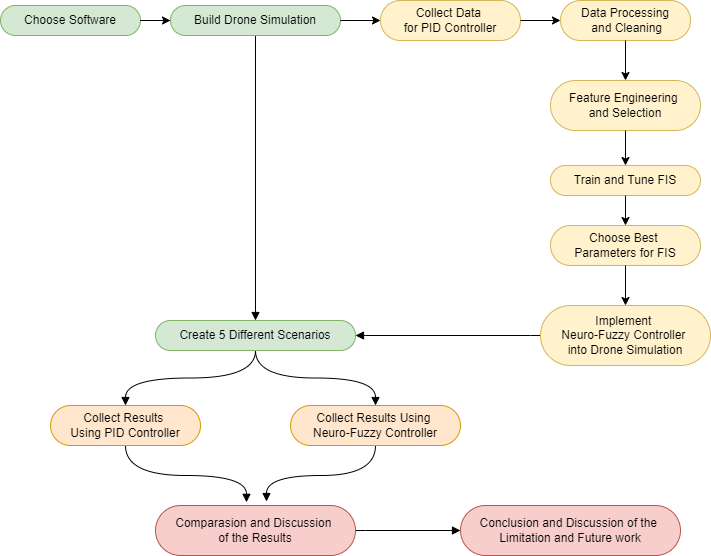 Choose Software
Build Drone Simulation
Collect Data
for PID Controller
Data Processing
and Cleaning
Feature Engineering
and Selection
Train and Tune FIS
Choose Best
Parameters for FIS
Implement
Neuro-Fuzzy Controller
into Drone Simulation
Create 5 Different Scenarios
Collect Results
Using PID Controller
Collect Results Using
Neuro-Fuzzy Controller
Comparasion and Discussion
of the Results
Conclusion and Discussion of the
Limitation and Future work